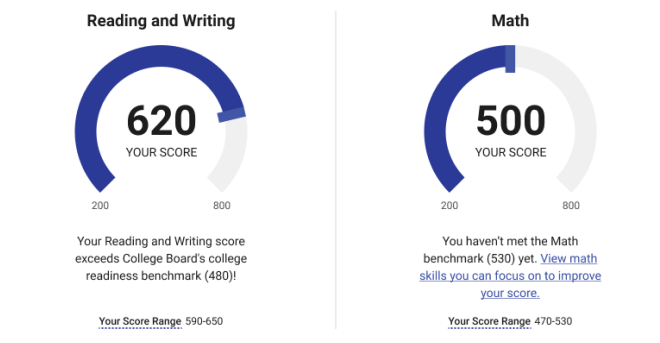 Reading and Writing
620
YOUR SCORE
200
800
Your Reading and Writing score
exceeds College Board's college
readiness benchmark (480)!
Your Score Range 590-650
Math
500
YOUR SCORE
200
800
You haven't met the Math
benchmark (530) yet. View math
skills you can focus on to improve
your score.
Your Score Range 470-530